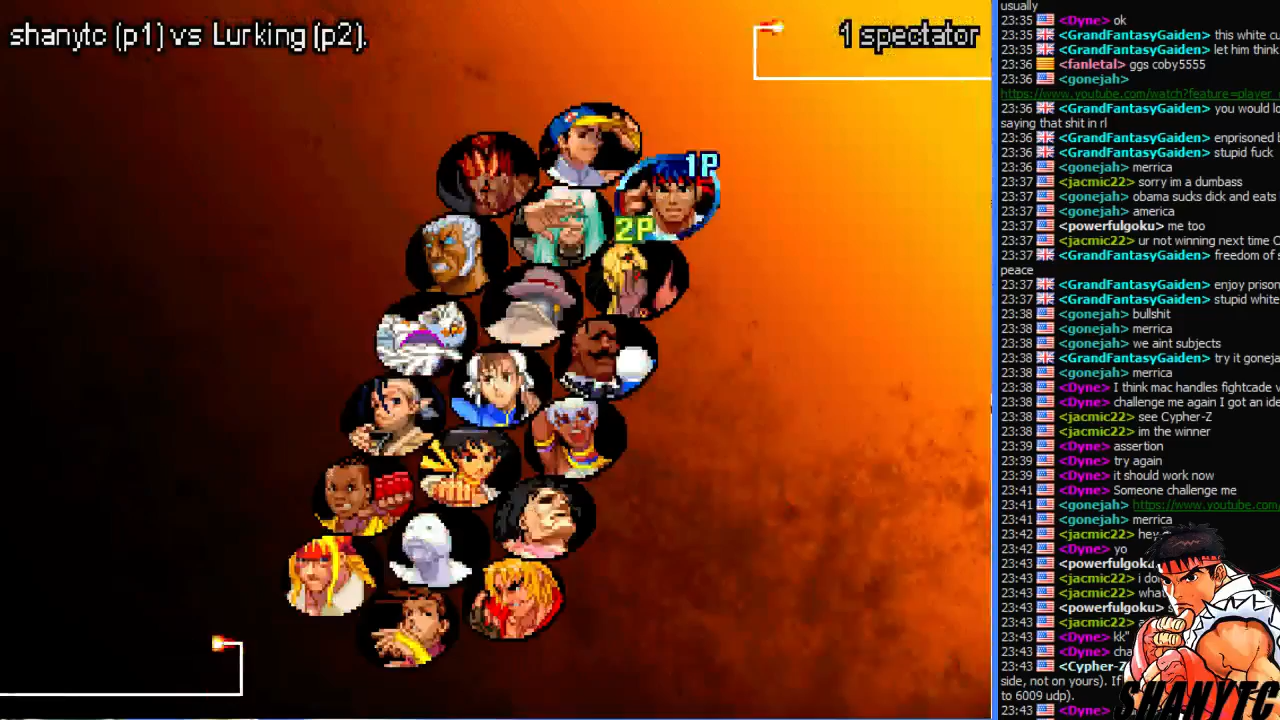 shanytc (p1) vs Lurking (p2).
1 spectator
1P
2P
usually
23:35 <Dyne> ok
23:35 <GrandFantasyGaiden> this white
23:35 <GrandFantasyGaiden> let him think
23:36 <fanletal> ggs coby5555
23:36 <gonejah>
https://www.youtube.com/watch?feature=player_
23:36 <GrandFantasyGaiden> you would
saying that shit in rl
23:36 <GrandFantasyGaiden> enprisoned
23:36 <GrandFantasyGaiden> stupid fuck
23:36 <gonejah> merrica
23:37 <jacmic22> sorry im a dumbass
23:37 <gonejah> obama sucks dick and eats
23:37 <gonejah> america
23:37 <powerfulgoku> me too
23:37 <jacmic22> ur not winning next time
23:37 <GrandFantasyGaiden> freedom of
peace
23:37 <GrandFantasyGaiden> enjoy prison
23:37 <GrandFantasyGaiden> stupid white
23:38 <gonejah> bullshit
23:38 <gonejah> merrica
23:38 <gonejah> we aint subjects
23:38 <GrandFantasyGaiden> try it
23:38 <gonejah> merrica
23:38 <Dyne> I think mac handles fightcade
23:38 <Dyne> challenge me again I got an
23:38 <jacmic22> see Cypher-Z
23:38 <jacmic22> im the winner
23:39 <Dyne> assertion
23:39 <Dyne> try again
23:39 <Dyne> it should work now
23:41 <Dyne> Someone challenge me
23:41 <gonejah> https://www.youtube.com/
23:41 <gonejah> merrica
23:42 <jacmic22>
23:42 <Dyne> yo
23:43
23:43 <jacmic22> i
23:43 <jacmic22>
23:43 <powerfulgoku>
23:43 <jacmic22>
23:43 <Dyne> kk"
23:43 <Dyne>
23:43
side, not on yours). If
to 6009 udp).
23:43 <Dyne>
SHANYTC